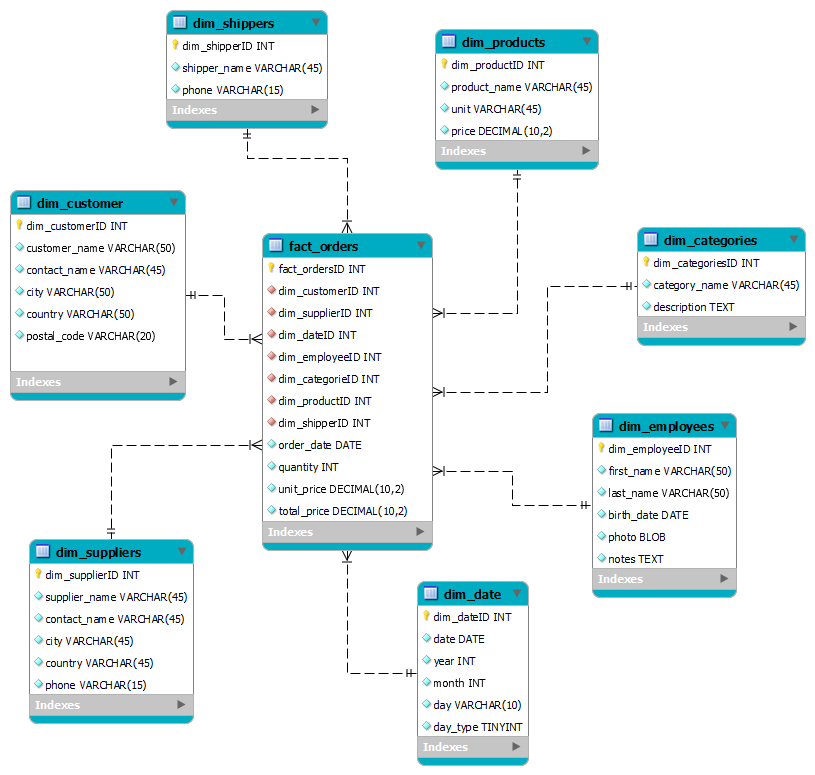 dim_shippers
dim_shipperID INT
shipper_name VARCHAR(45)
phone VARCHAR(15)
Indexes
dim_products
dim_productID INT
product_name VARCHAR(45)
unit VARCHAR(45)
price DECIMAL(10,2)
Indexes
dim_customer
dim_customerID INT
customer_name VARCHAR(50)
contact_name VARCHAR(45)
city VARCHAR(50)
country VARCHAR(50)
postal_code VARCHAR(20)
Indexes
fact_orders
fact_ordersID INT
dim_customerID INT
dim_supplierID INT
dim_dateID INT
dim_employeeID INT
dim_categorieID INT
dim_productID INT
dim_shipperID INT
order_date DATE
quantity INT
unit_price DECIMAL(10,2)
total_price DECIMAL(10,2)
Indexes
dim_categories
dim_categoriesID INT
category_name VARCHAR(45)
description TEXT
Indexes
dim_employees
dim_employeeID INT
first_name VARCHAR(50)
last_name VARCHAR(50)
birth_date DATE
photo BLOB
notes TEXT
Indexes
dim_suppliers
dim_supplierID INT
supplier_name VARCHAR(45)
contact_name VARCHAR(45)
city VARCHAR(45)
country VARCHAR(45)
phone VARCHAR(15)
Indexes
dim_date
dim_dateID INT
date DATE
year INT
month INT
day VARCHAR(10)
day_type TINYINT
Indexes